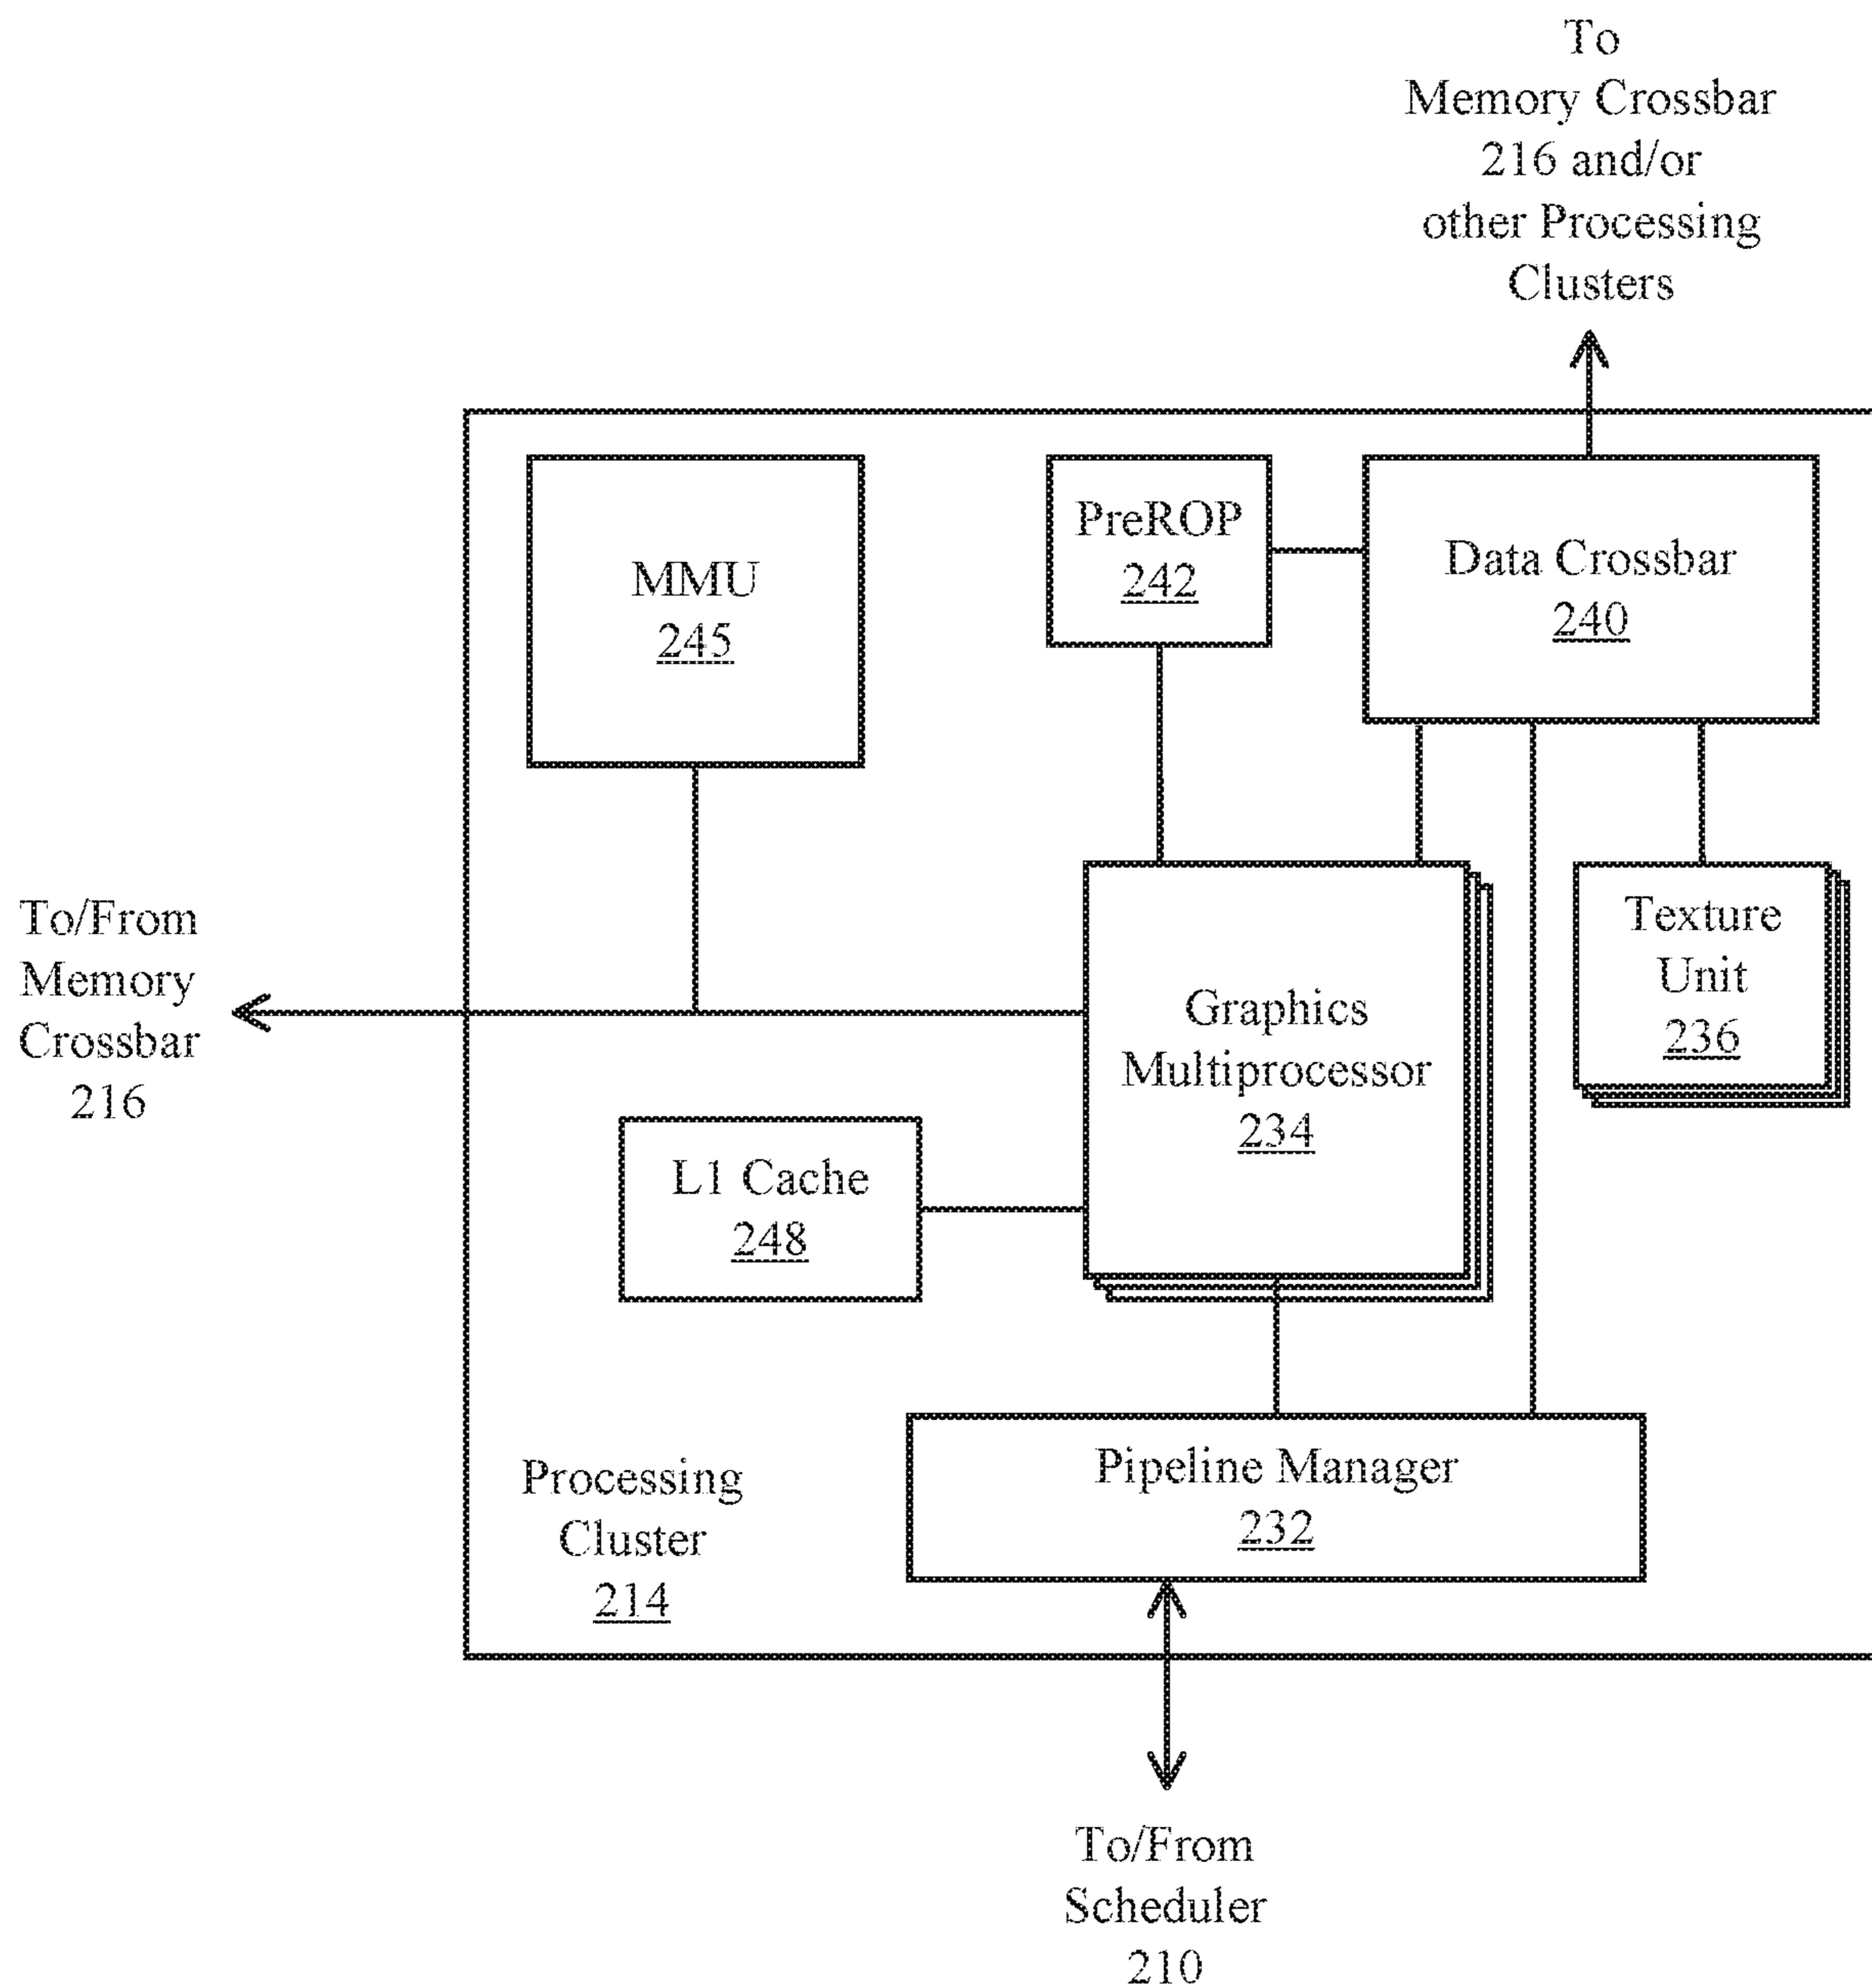 To
Memory Crossbar
216 and/or
other Processing
Clusters
MMU
245
PreROP
242
Data Crossbar
240
To/From
Memory
Crossbar
216
Graphics
Multiprocessor
234
Texture
Unit
236
L1 Cache
248
Processing
Cluster
214
Pipeline Manager
232
To/From
Scheduler
210